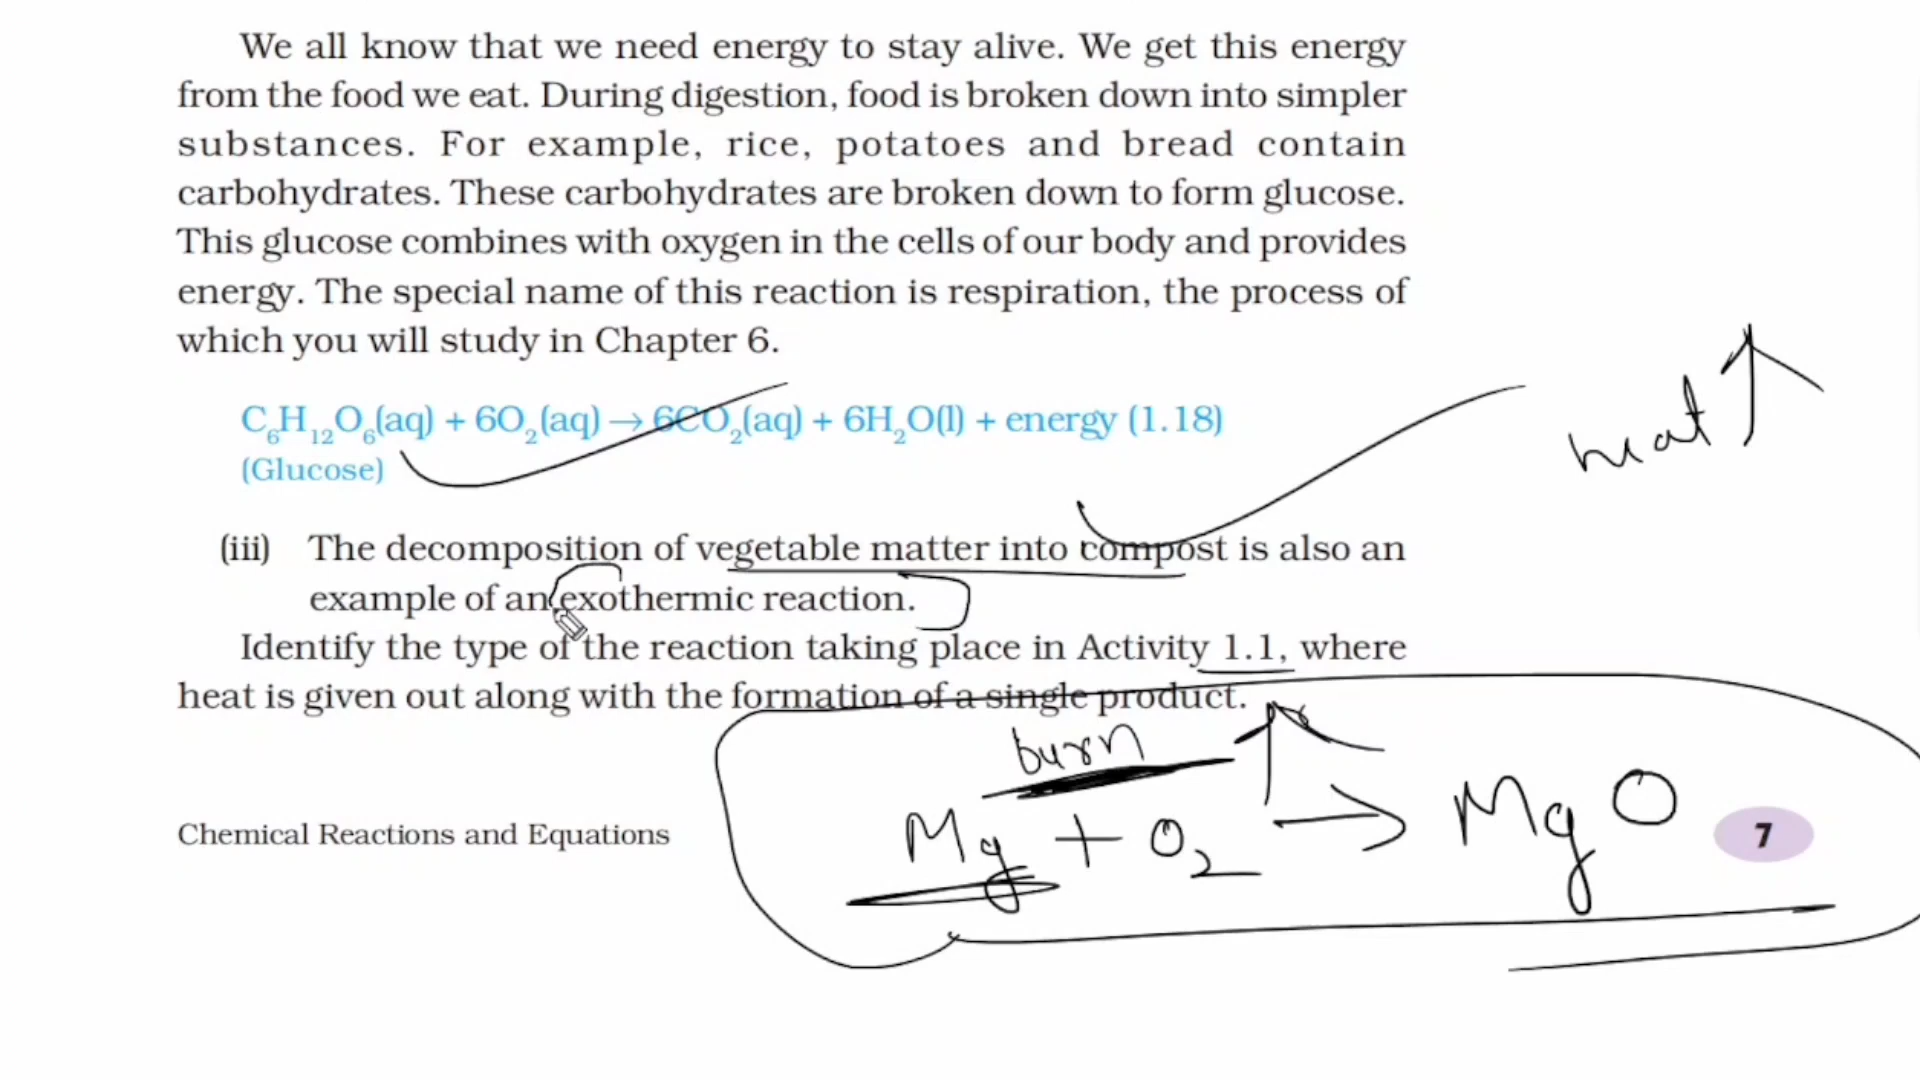 We all know that we need energy to stay alive. We get this energy
from the food we eat. During digestion, food is broken down into simpler
substances. For example, rice, potatoes and bread contain
carbohydrates. These carbohydrates are broken down to form glucose.
This glucose combines with oxygen in the cells of our body and provides
energy. The special name of this reaction is respiration, the process of
which you will study in Chapter 6.
C₆H₁₂O₆(aq) + 6O₂(aq) → 6CO₂(aq) + 6H₂O(l) + energy (1.18)
(Glucose)
heat ↑
(iii) The decomposition of vegetable matter into compost is also an
example of an exothermic reaction.
Identify the type of the reaction taking place in Activity 1.1, where
heat is given out along with the formation of a single product.
burn ↑
Mg + O₂ → MgO
Chemical Reactions and Equations
7